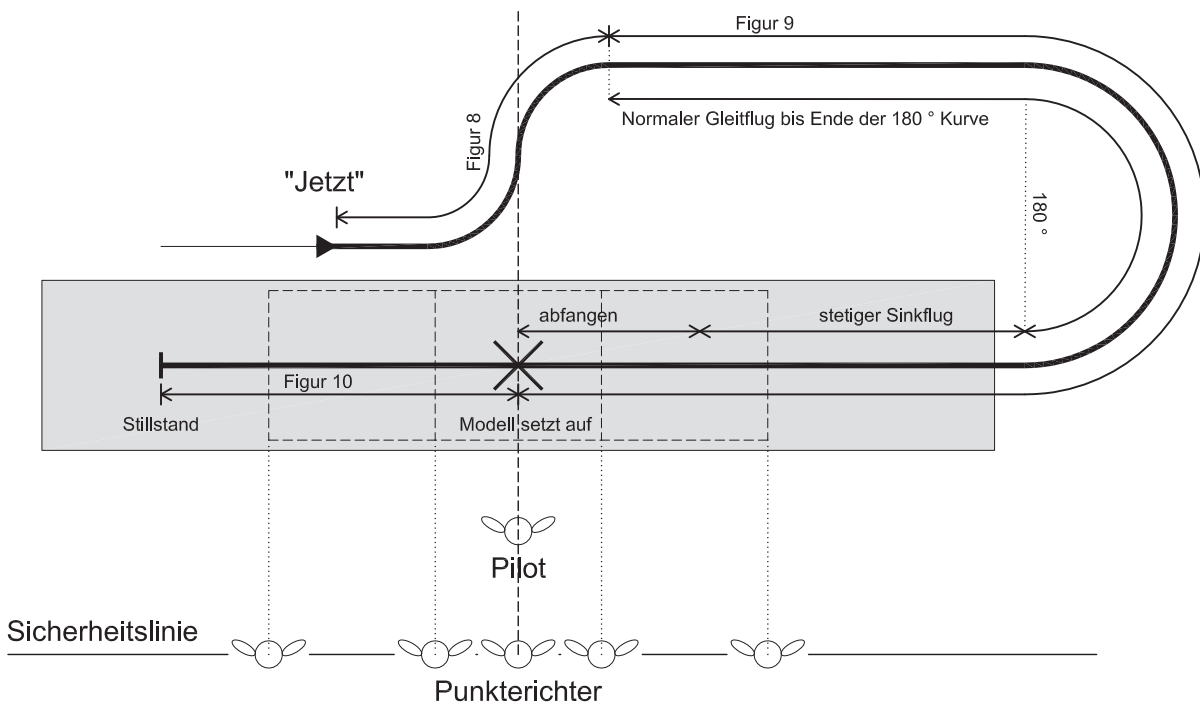 Figur 9
Normaler Gleitflug bis Ende der 180 ° Kurve
Figur 8
"Jetzt"
180 °
abfangen
stetiger Sinkflug
Figur 10
Stillstand
Modell setzt auf
Pilot
Sicherheitslinie
Punkterichter